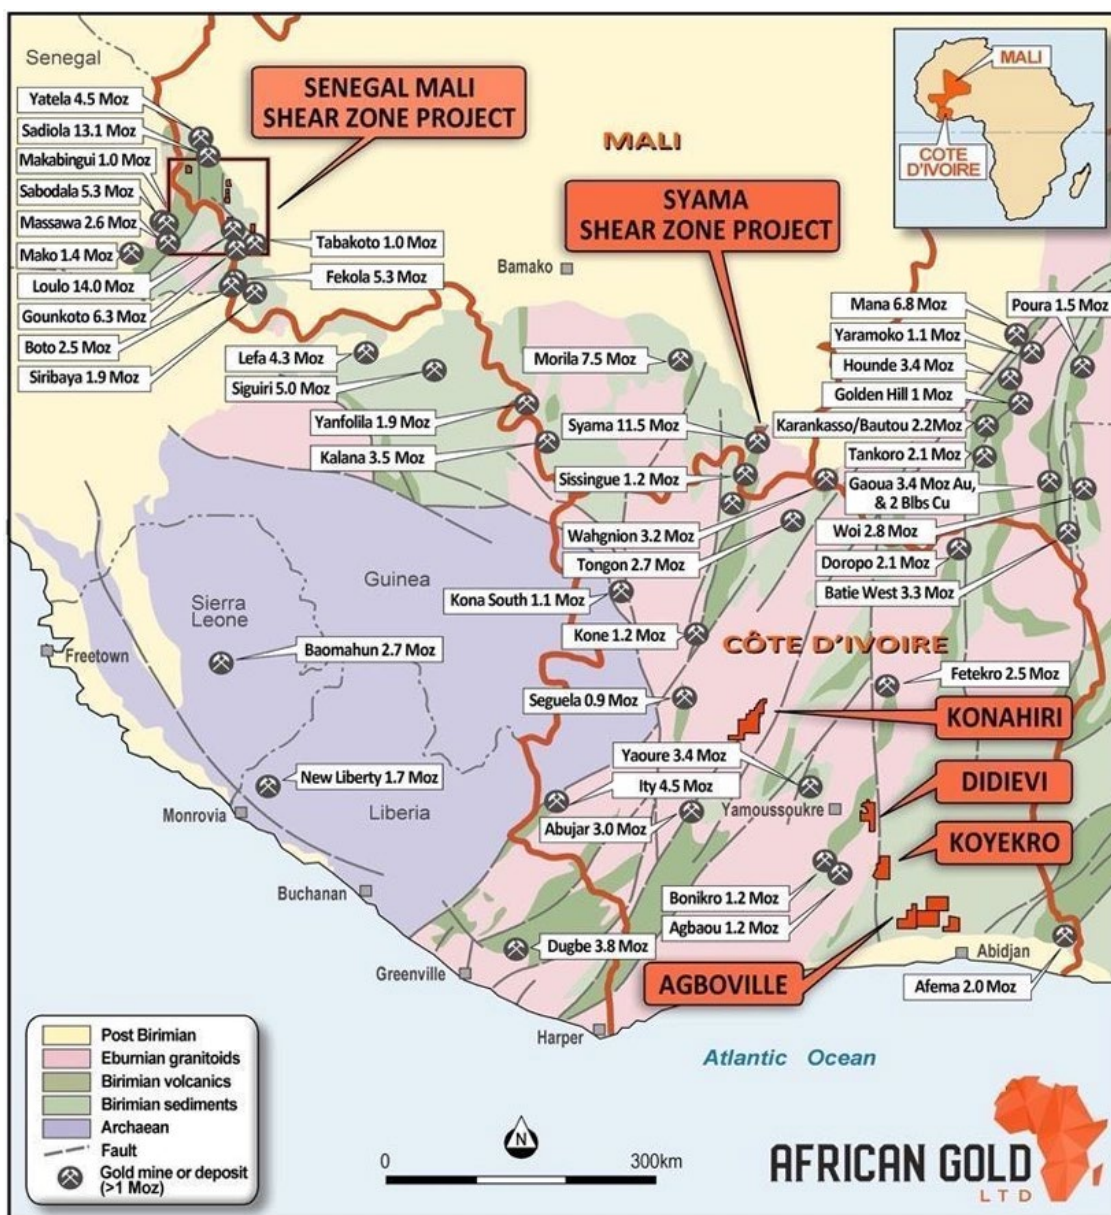 Senegal
SENEGAL MALI
SHEAR ZONE PROJECT
MALI
COTE
D'IVOIRE
MALI
Yatela 4.5 Moz
Sadiola 13.1 Moz
Makabingui 1.0 Moz
Sabodala 5.3 Moz
Massawa 2.6 Moz
Mako 1.4 Moz
Loulo 14.0 Moz
Gounkoto 6.3 Moz
Boto 2.5 Moz
Siribaya 1.9 Moz
Tabakoto 1.0 Moz
Fekola 5.3 Moz
SYAMA
SHEAR ZONE PROJECT
Bamako
Lefa 4.3 Moz
Siguiri 5.0 Moz
Yanfolila 1.9 Moz
Kalana 3.5 Moz
Morila 7.5 Moz
Syama 11.5 Moz
Sissingue 1.2 Moz
Wahgnion 3.2 Moz
Tongon 2.7 Moz
Mana 6.8 Moz
Poura 1.5 Moz
Yaramoko 1.1 Moz
Hounde 3.4 Moz
Golden Hill 1 Moz
Karankasso/Bautou 2.2Moz
Tankoro 2.1 Moz
Gaoua 3.4 Moz Au,
& 2 Blbs Cu
Woi 2.8 Moz
Doropo 2.1 Moz
Batie West 3.3 Moz
Guinea
Sierra
Leone
Freetown
Baomahun 2.7 Moz
Kona South 1.1 Moz
Kone 1.2 Moz
CÔTE D'IVOIRE
Fetekro 2.5 Moz
Seguela 0.9 Moz
KONAHIRI
Yaoure 3.4 Moz
Ity 4.5 Moz
Abujar 3.0 Moz
Yamoussoukre
DIDIEVI
New Liberty 1.7 Moz
Monrovia
Liberia
KOYEKRO
Buchanan
Bonikro 1.2 Moz
Agbaou 1.2 Moz
Dugbe 3.8 Moz
Greenville
AGBOVILLE
Abidjan
Afema 2.0 Moz
Harper
Atlantic Ocean
Post Birimian
Eburnian granitoids
Birimian volcanics
Birimian sediments
Archaean
Fault
Gold mine or deposit
(>1 Moz)
N
0 300km
AFRICAN GOLD
LTD